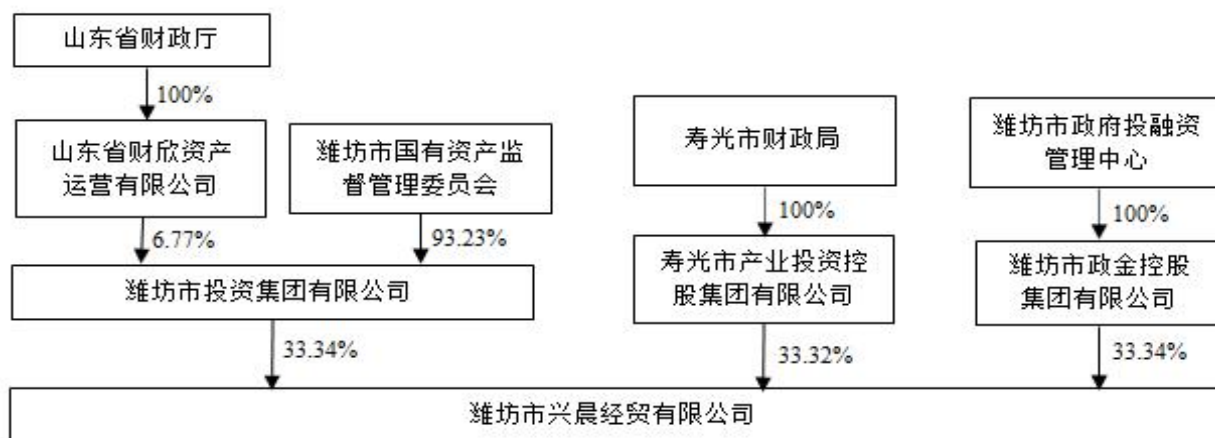 山东省财政厅
100%
山东省财欣资产
运营有限公司
潍坊市国有资产监
督管理委员会
寿光市财政局
潍坊市政府投融资
管理中心
6.77%
93.23%
100%
100%
潍坊市投资集团有限公司
寿光市产业投资控
股集团有限公司
潍坊市政金控股
集团有限公司
33.34%
33.32%
33.34%
潍坊市兴晨经贸有限公司